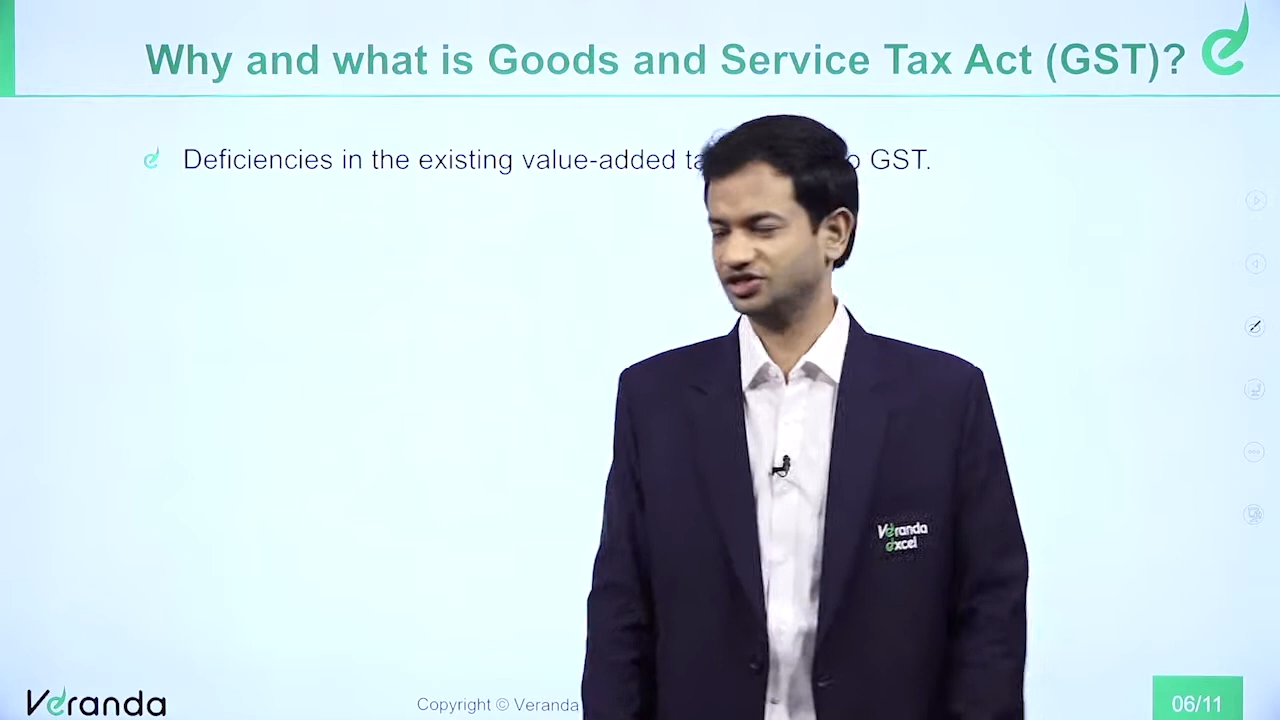 Why and what is Goods and Service Tax Act (GST)?
Deficiencies in the existing value-added GST.
Veranda
excel
Veranda
Copyright © Veranda
06/11